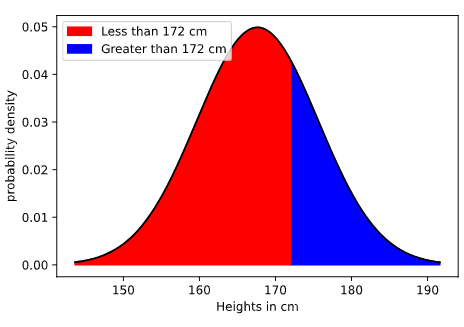 Less than 172 cm
Greater than 172 cm
probability density
0.05
0.04
0.03
0.02
0.01
0.00
150 160 170 180 190
Heights in cm